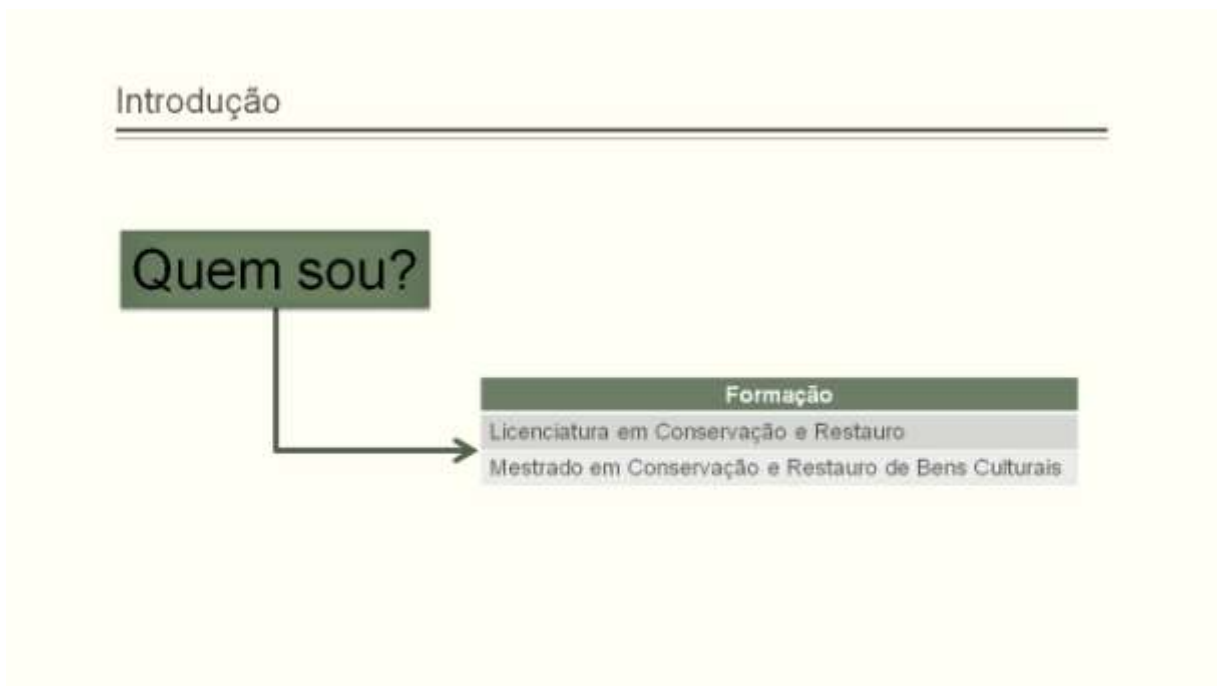 Introdução
Quem sou?
Formação
Licenciatura em Conservação e Restauro
Mestrado em Conservação e Restauro de Bens Culturais